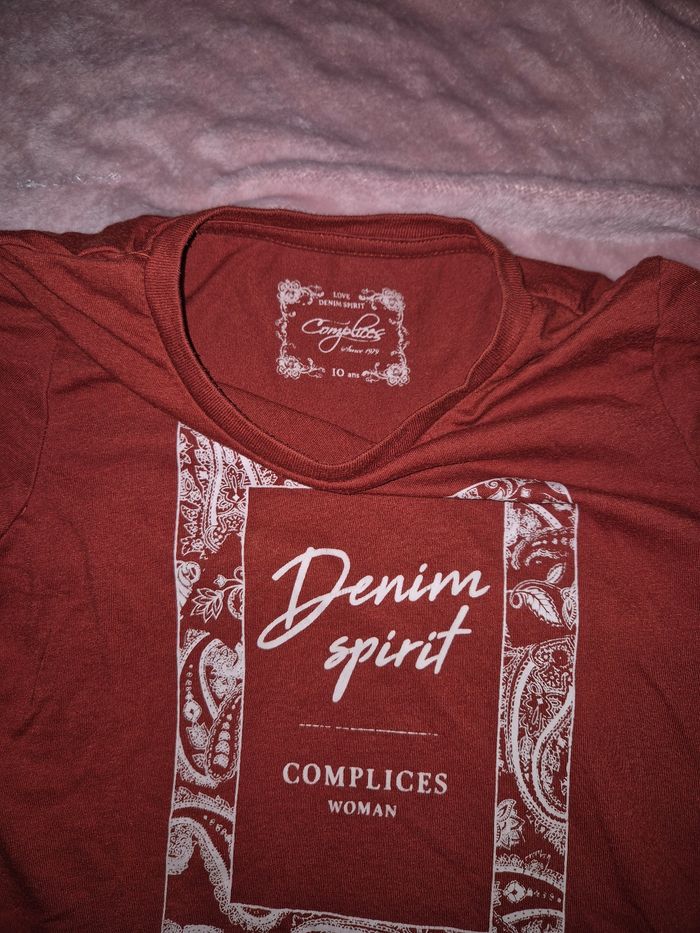 LOVE
DENIM SPIRIT
Complices
Since 1979
10 ans
Denim
spirit
COMPLICES
WOMAN